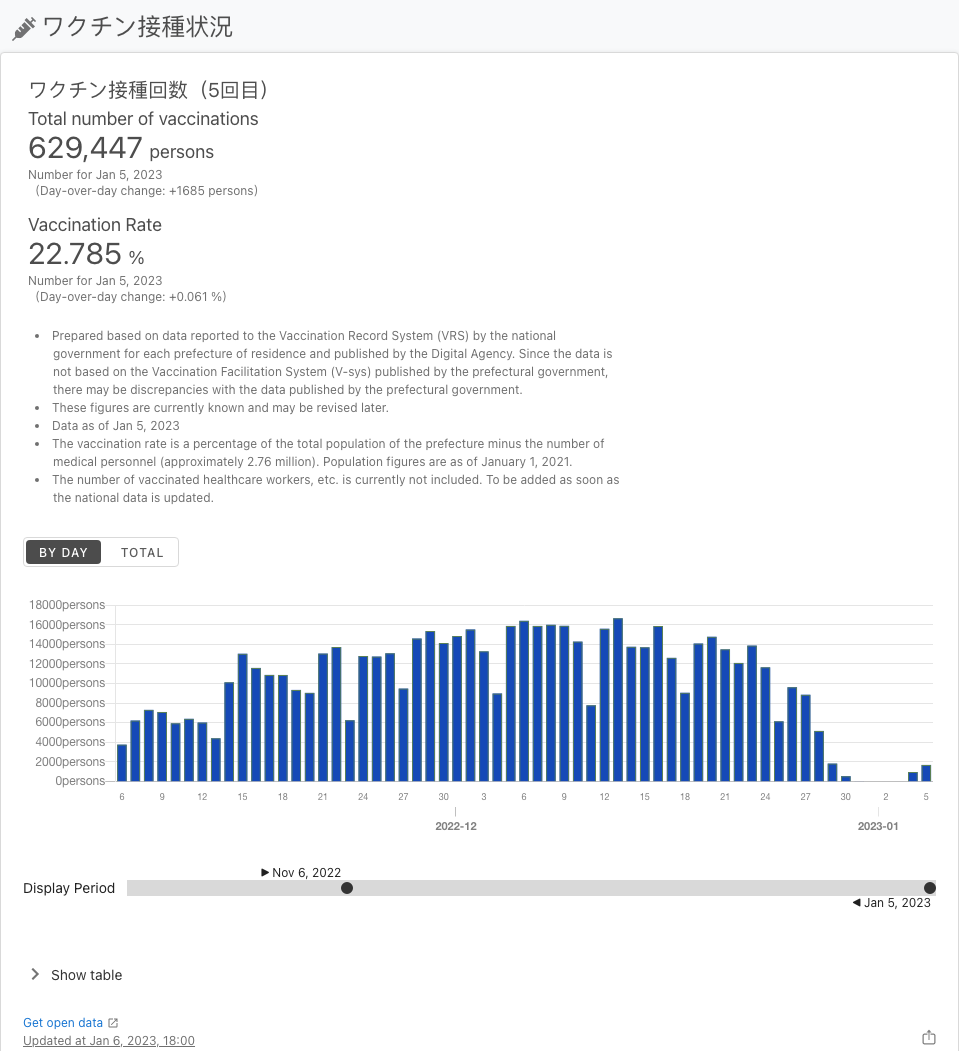 ワクチン接種状況
ワクチン接種回数（5回目）
Total number of vaccinations
629,447 persons
Number for Jan 5, 2023
（Day-over-day change: +1685 persons）
Vaccination Rate
22.785 %
Number for Jan 5, 2023
（Day-over-day change: +0.061 %）
• Prepared based on data reported to the Vaccination Record System (VRS) by the national
government for each prefecture of residence and published by the Digital Agency. Since the data is
not based on the Vaccination Facilitation System (V-sys) published by the prefectural government,
there may be discrepancies with the data published by the prefectural government.
• These figures are currently known and may be revised later.
• Data as of Jan 5, 2023
• The vaccination rate is a percentage of the total population of the prefecture minus the number of
medical personnel (approximately 2.76 million). Population figures are as of January 1, 2021.
• The number of vaccinated healthcare workers, etc. is currently not included. To be added as soon as
the national data is updated.
BY DAY TOTAL
18000persons
16000persons
14000persons
12000persons
10000persons
8000persons
6000persons
4000persons
2000persons
0persons
6 9 12 15 18 21 24 27 30 3 6 9 12 15 18 21 24 27 30 2 5
2022-12 2023-01
▶ Nov 6, 2022
Display Period
◀ Jan 5, 2023
Show table
Get open data
Updated at Jan 6, 2023, 18:00